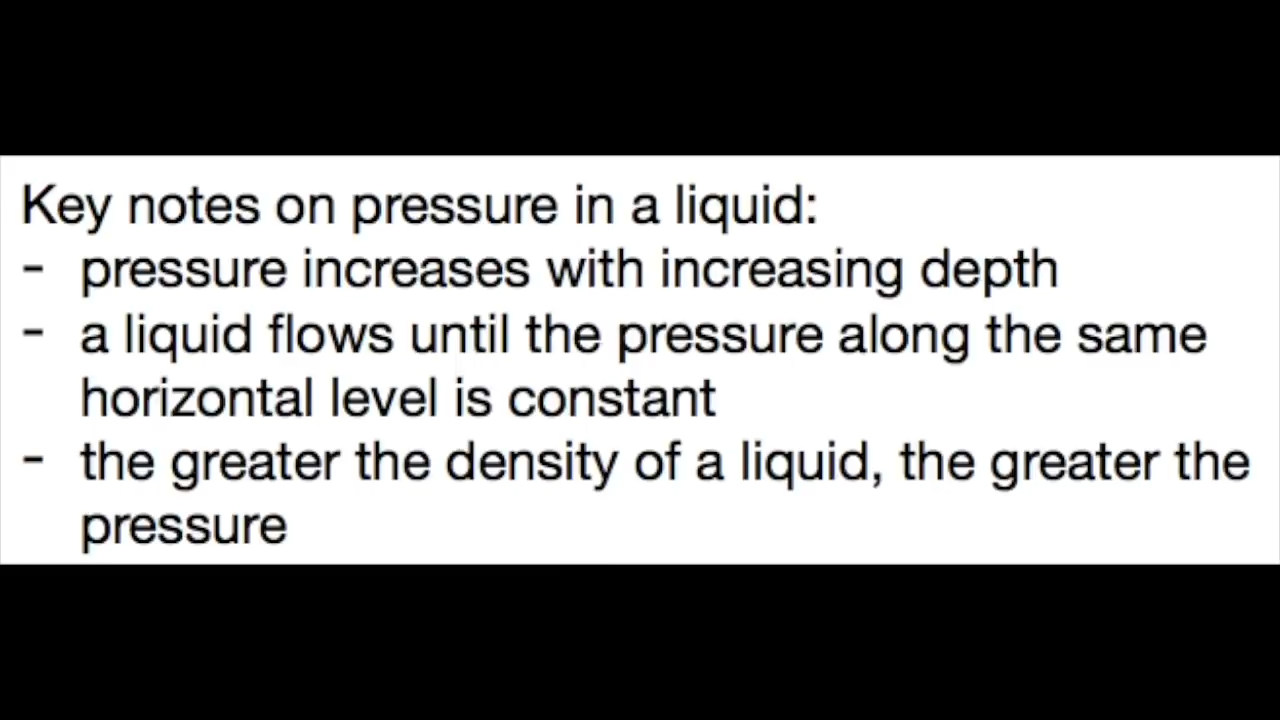 Key notes on pressure in a liquid:
- pressure increases with increasing depth
- a liquid flows until the pressure along the same
horizontal level is constant
- the greater the density of a liquid, the greater the
pressure